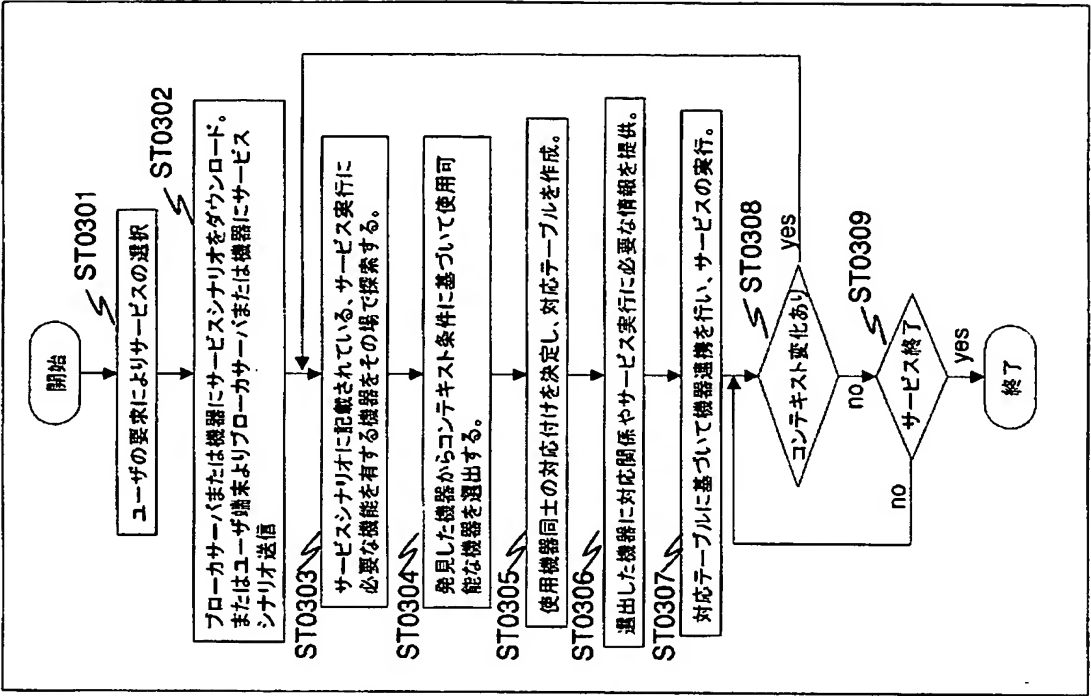 開始
ST0301
ユーザの要求によりサービスの選択
ST0302
ブローカサーバまたは機器にサービスシナリオをダウンロード。
またはユーザ端末よりブローカサーバまたは機器にサービス
シナリオ送信
ST0303
サービスシナリオに記載されている、サービス実行に
必要な機能を有する機器をその場で探索する。
ST0304
発見した機器からコンテキスト条件に基づいて使用可
能な機器を選出する。
ST0305
使用機器同士の対応付けを決定し、対応テーブルを作成。
ST0306
選出した機器に対応関係やサービス実行に必要な情報を提供。
ST0307
対応テーブルに基づいて機器連携を行い、サービスの実行。
ST0308
コンテキスト変化あり
yes
no
ST0309
サービス終了
no
yes
終了